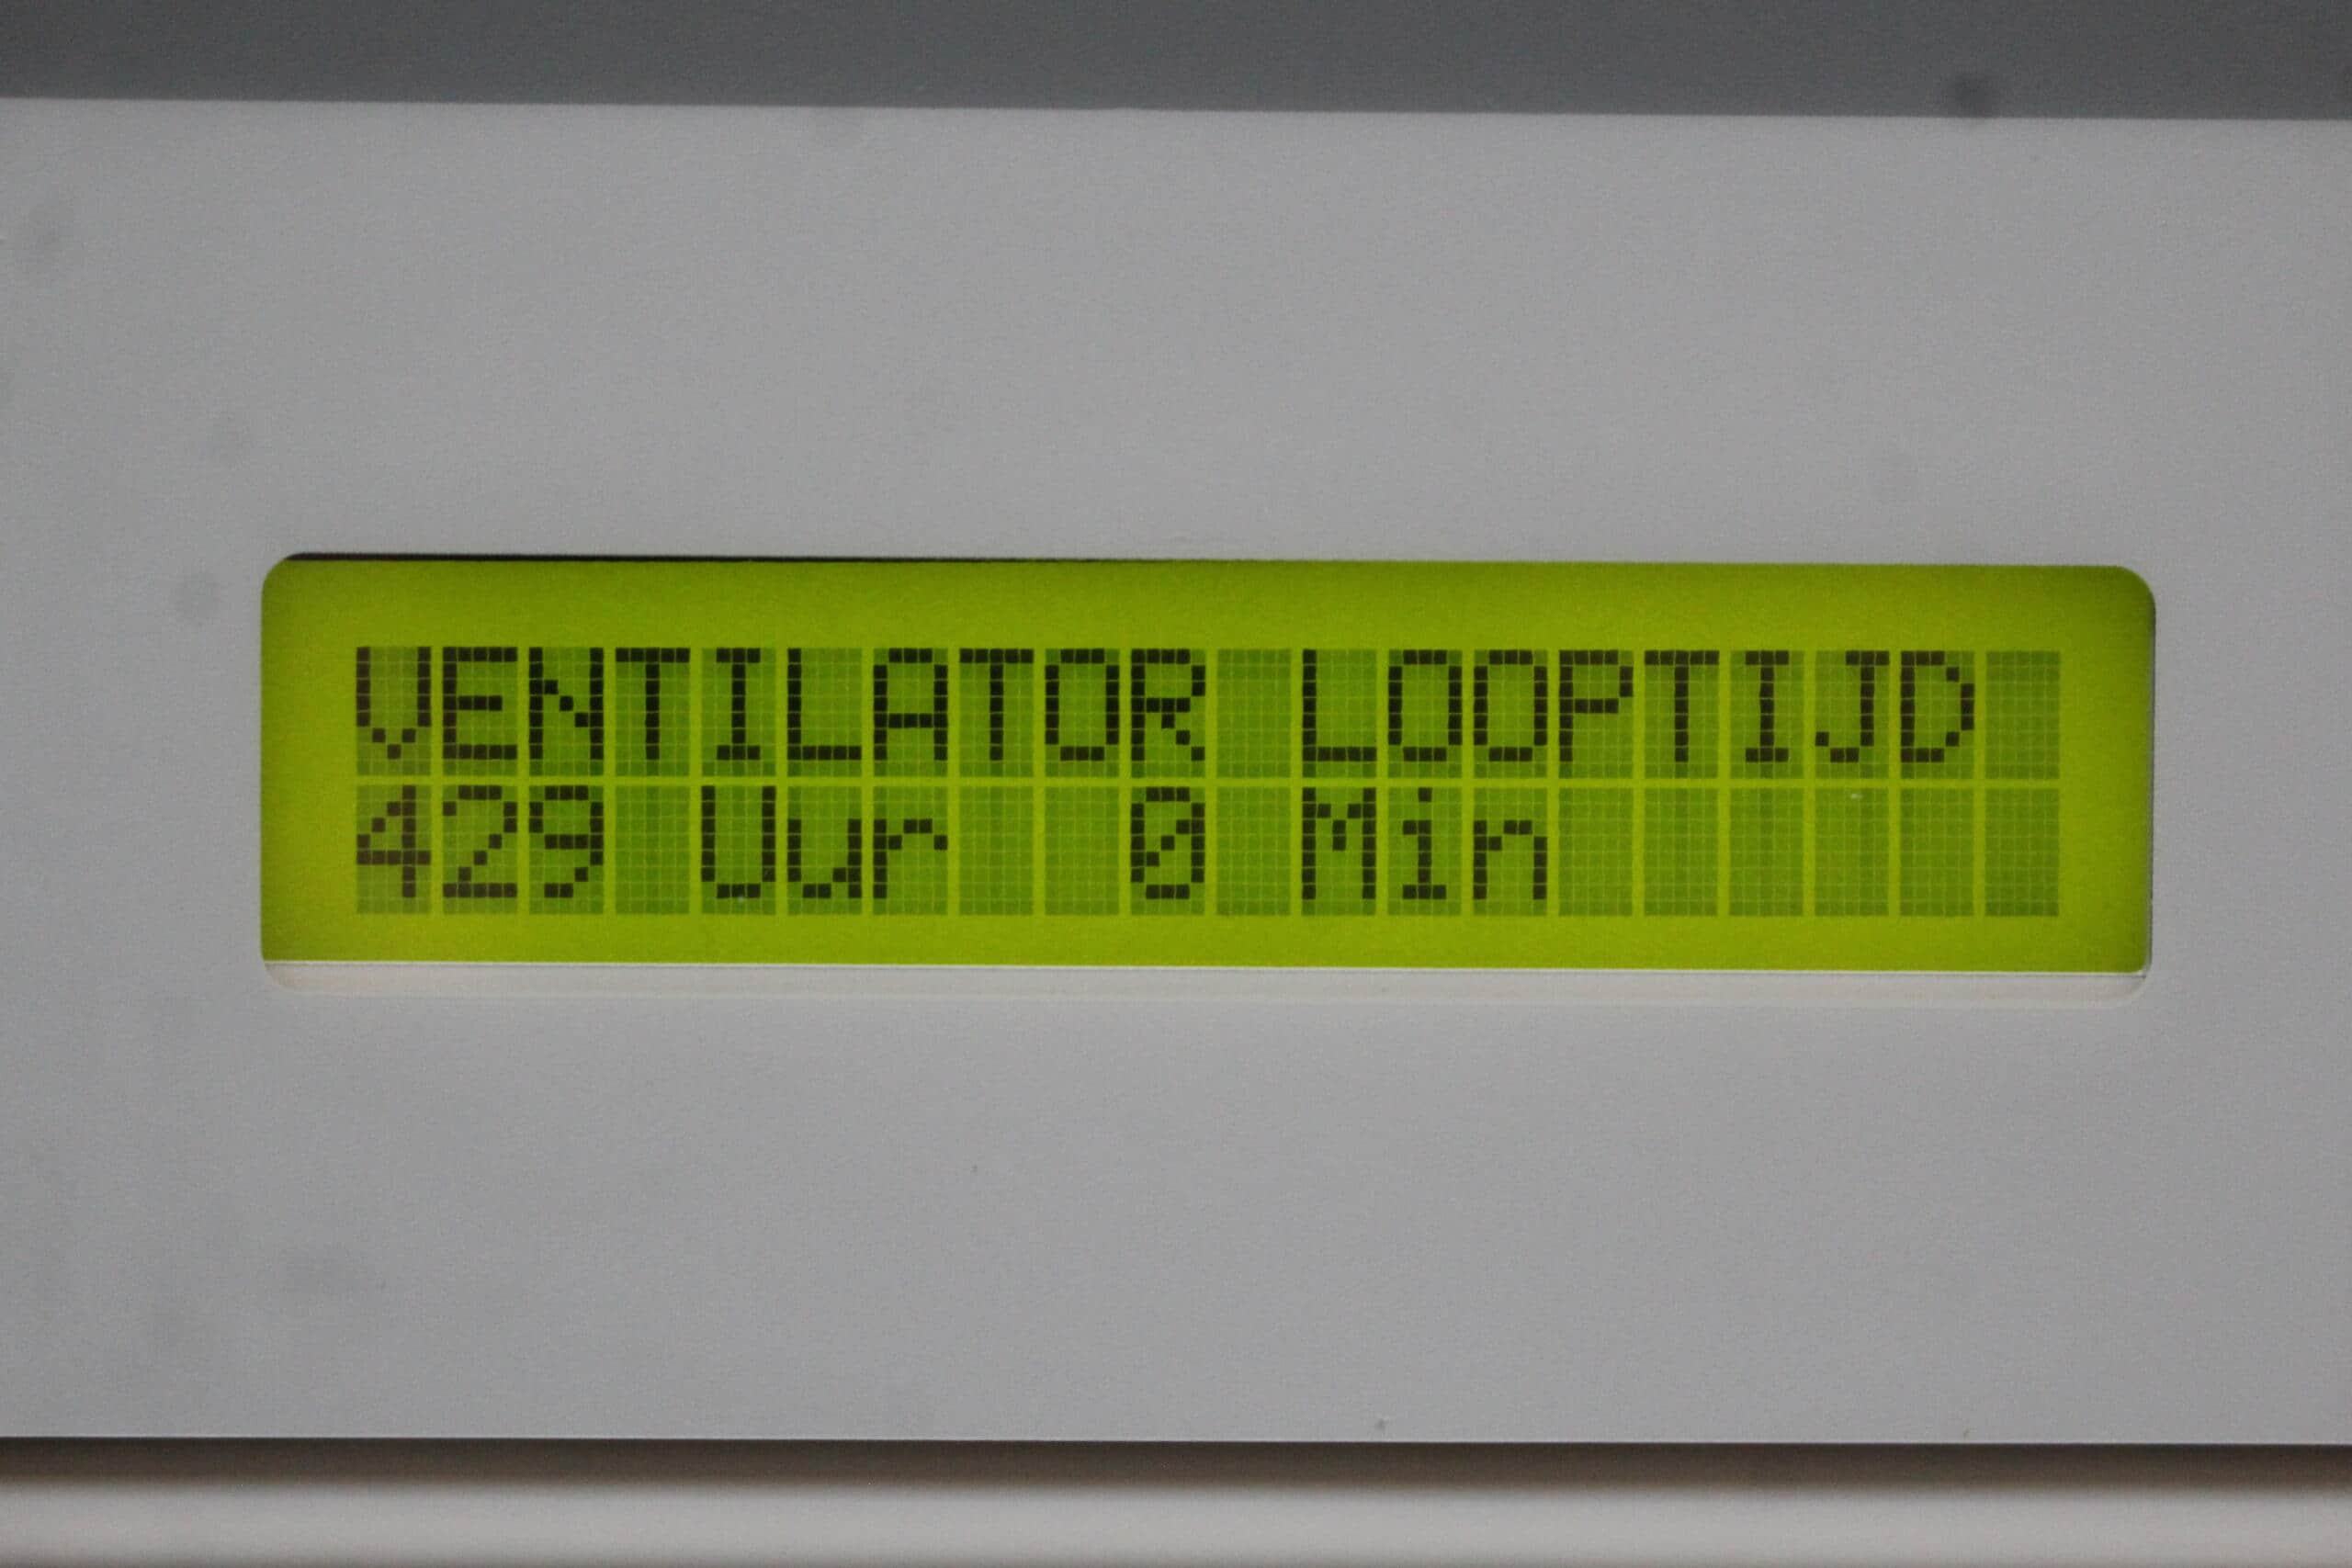 VENTILATOR LOOPTIJD
429 Uur  0 Min